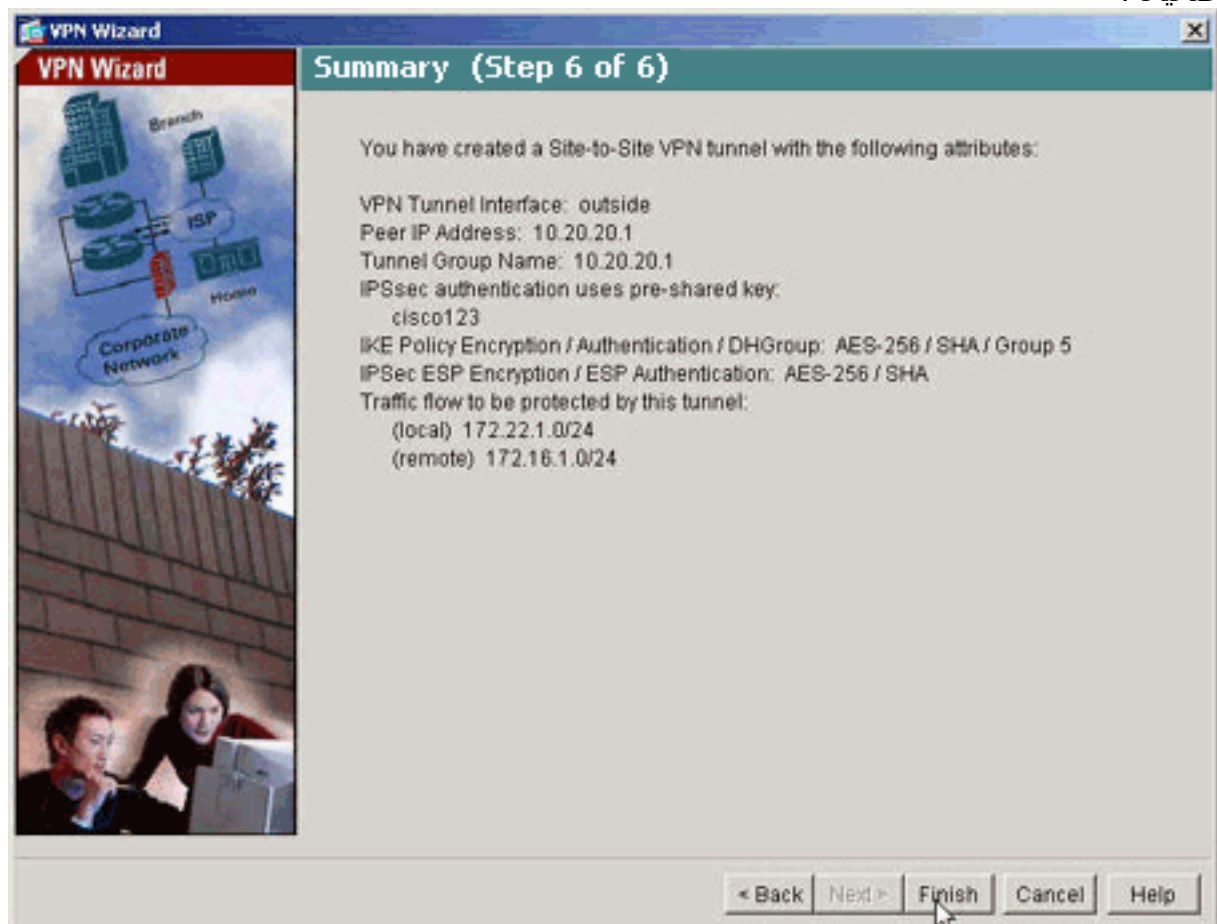 VPN Wizard
VPN Wizard
Summary (Step 6 of 6)
Branch
ISP
Home
Corporate
Network
You have created a Site-to-Site VPN tunnel with the following attributes:
VPN Tunnel Interface: outside
Peer IP Address: 10.20.20.1
Tunnel Group Name: 10.20.20.1
IPSsec authentication uses pre-shared key:
cisco123
IKE Policy Encryption / Authentication / DHGroup: AES-256 / SHA / Group 5
IPSec ESP Encryption / ESP Authentication: AES-256 / SHA
Traffic flow to be protected by this tunnel:
(local) 172.22.1.0/24
(remote) 172.16.1.0/24
< Back
Next >
Finish
Cancel
Help